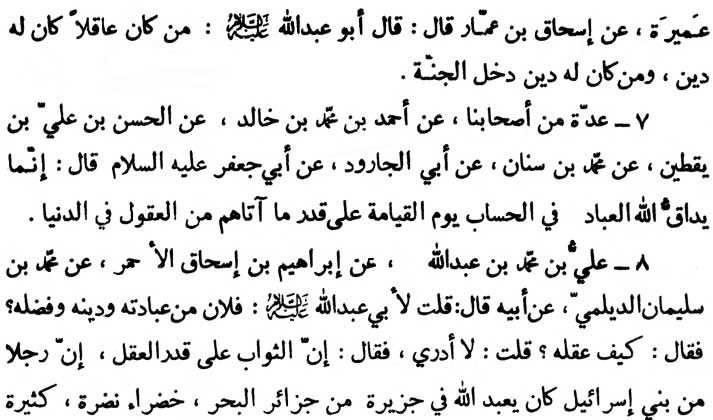 عَميرَة ، عن إسحاق بن عمّار قال : قال أبو عبدالله عليه السلام : من كان عاقلاً كان له
دين ، ومن كان له دين دخل الجنّة .
٧ ــ عدّة من أصحابنا ، عن أحمد بن محمّد بن خالد ، عن الحسن بن عليّ بن
يقطين ، عن محمّد بن سنان ، عن أبي الجارود ، عن أبي جعفر عليه السلام قال : إنّما
يداقّ الله العباد في الحساب يوم القيامة على قدر ما آتاهم من العقول في الدنيا .
٨ ــ عليُّ بن محمّد بن عبدالله ، عن إبراهيم بن إسحاق الأحمر ، عن محمّد بن
سليمان الديلميّ ، عن أبيه قال: قلت لأبي عبدالله عليه السلام : فلان من عبادته ودينه وفضله؟
فقال : كيف عقله ؟ قلت : لا أدري ، فقال : إنّ الثواب على قدر العقل ، إنّ رجلا
من بني إسرائيل كان يعبد الله في جزيرة من جزائر البحر ، خضراء نضرة ، كثيرة